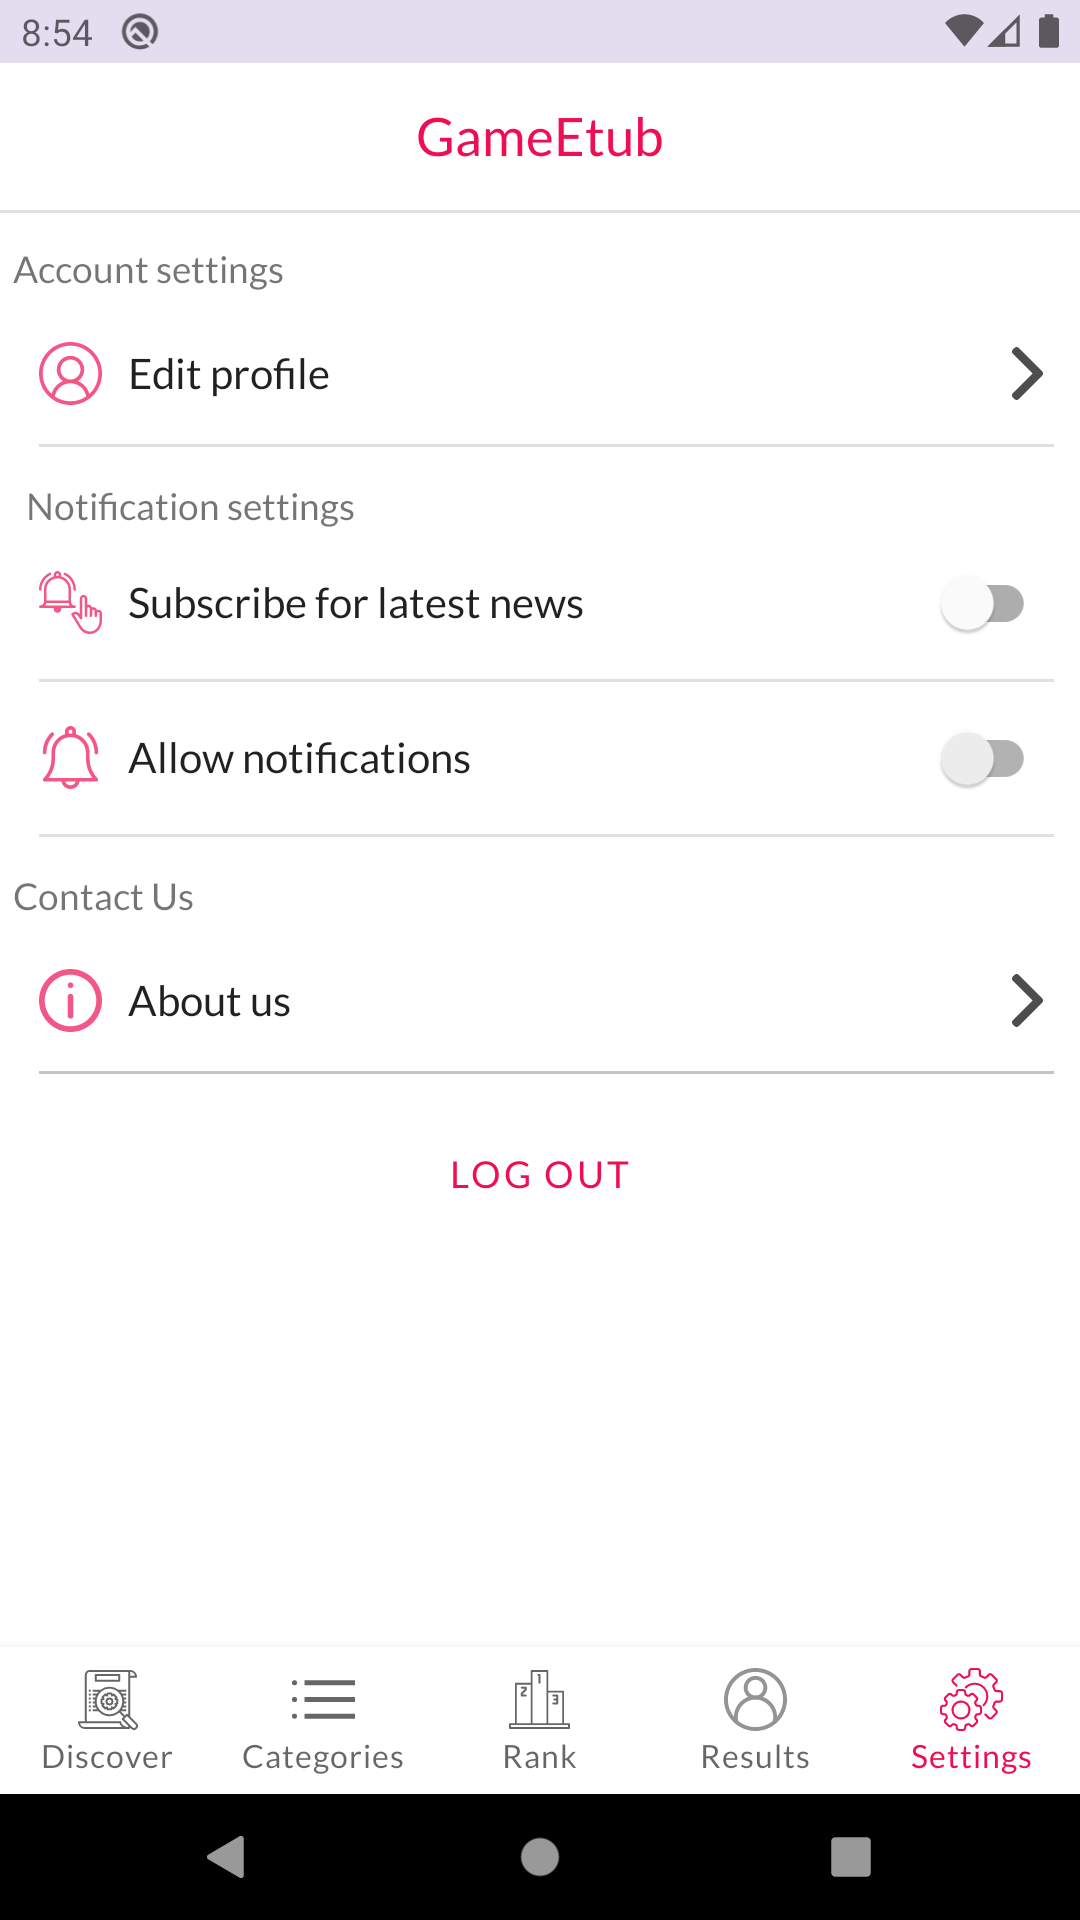 8:54
GameEtub
Account settings
Edit profile
Notification settings
Subscribe for latest news
Allow notifications
Contact Us
About us
LOG OUT
Discover
Categories
Rank
Results
Settings